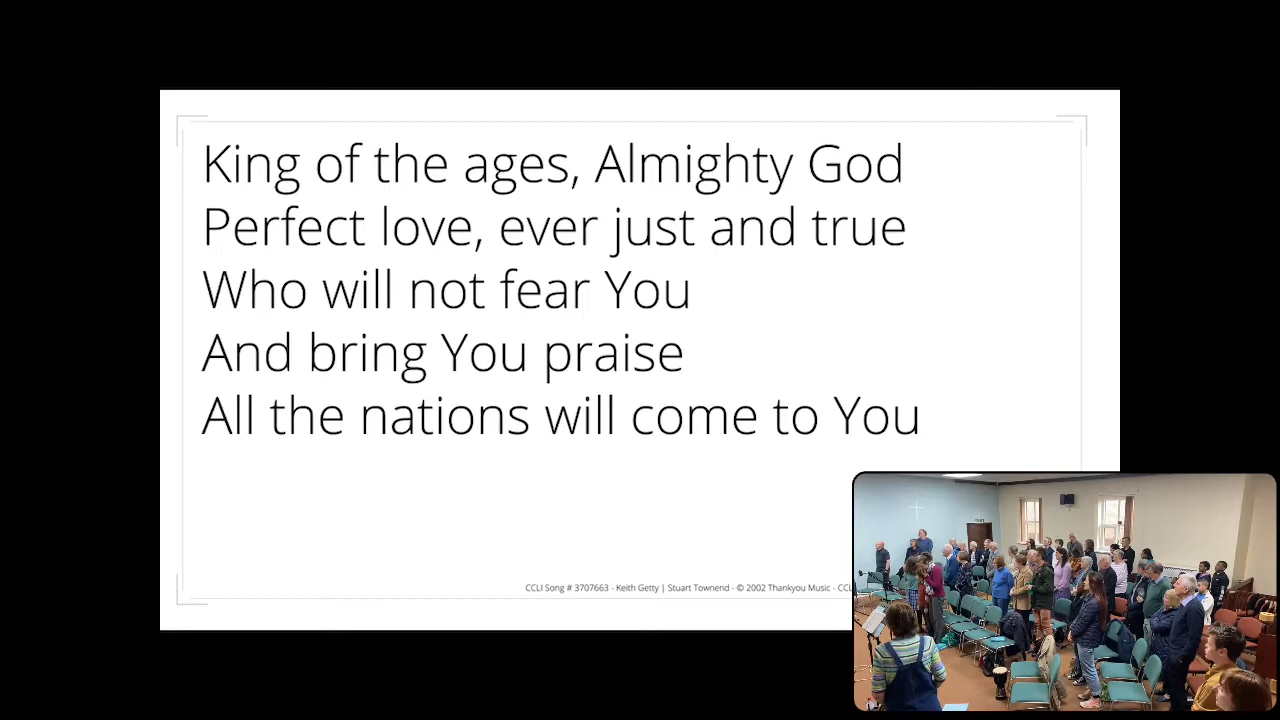 King of the ages, Almighty God
Perfect love, ever just and true
Who will not fear You
And bring You praise
All the nations will come to You
CCLI Song # 3707663 - Keith Getty | Stuart Townend - © 2002 Thankyou Music - CCL